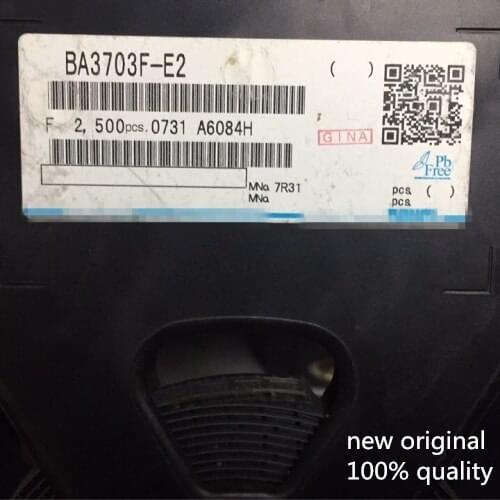 BA3703F-E2 ( )
F 2,500pcs.0731 A6084H
GINA
Pb
Free
MNo 7R31
MNo
pcs. ( )
pcs.
new original
100% quality